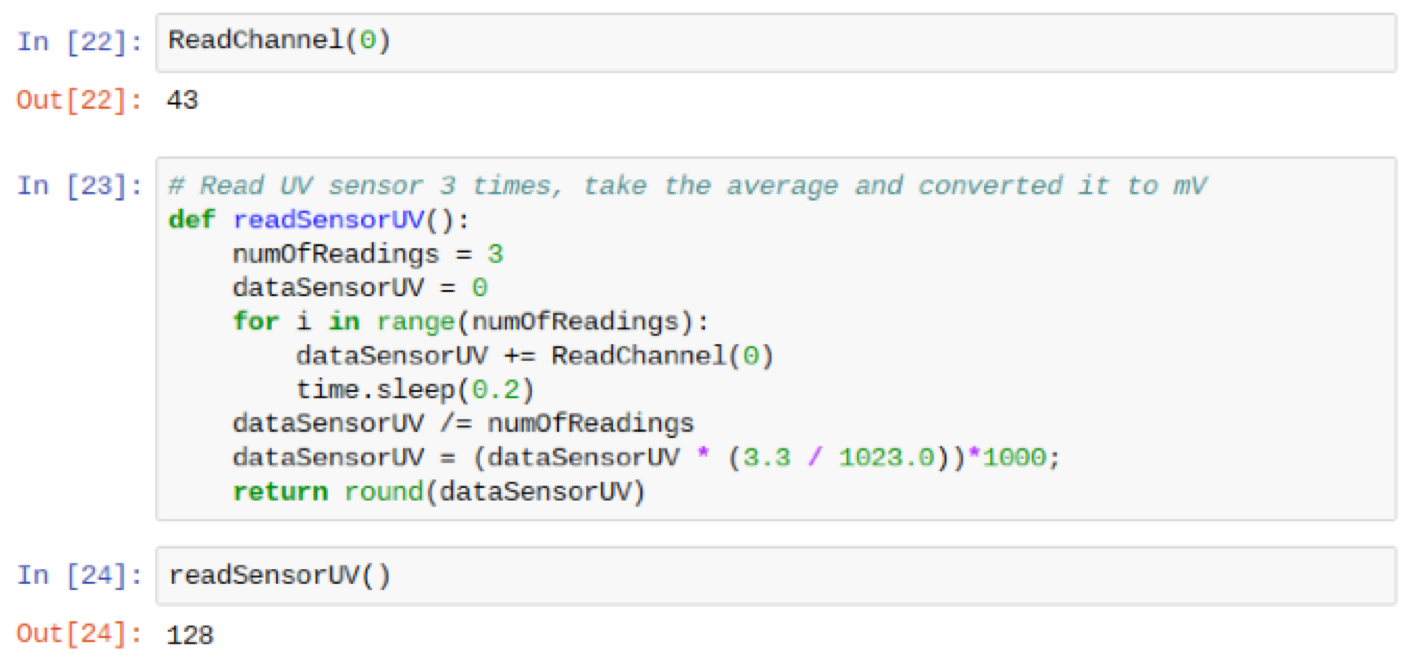 In [22]: ReadChannel(0)
Out[22]: 43
In [23]: # Read UV sensor 3 times, take the average and converted it to mV
def readSensorUV():
    numOfReadings = 3
    dataSensorUV = 0
    for i in range(numOfReadings):
        dataSensorUV += ReadChannel(0)
        time.sleep(0.2)
    dataSensorUV /= numOfReadings
    dataSensorUV = (dataSensorUV * (3.3 / 1023.0))*1000;
    return round(dataSensorUV)
In [24]: readSensorUV()
Out[24]: 128